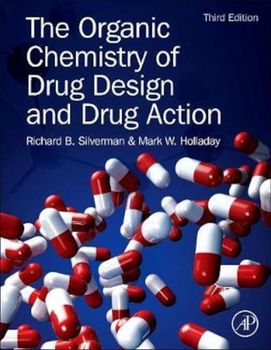 Third Edition
The Organic
Chemistry of
Drug Design
and Drug Action
Richard B. Silverman & Mark W. Holladay
AP